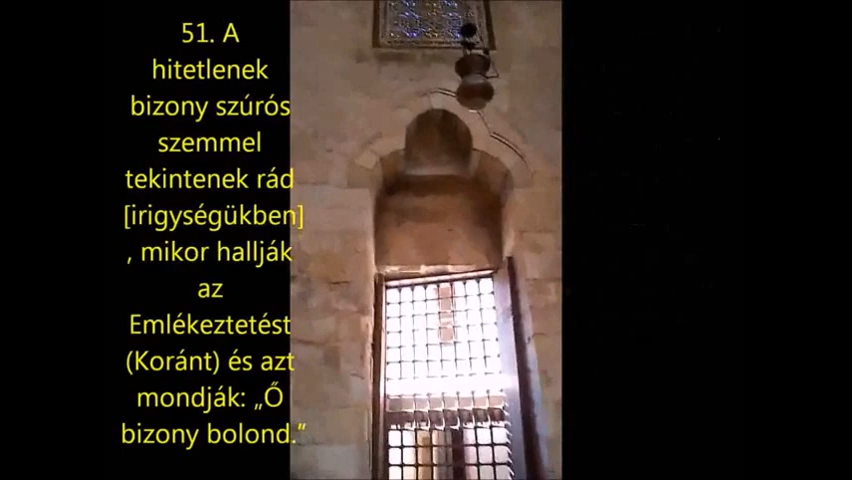 51. A
hitetlenek
bizony szúrós
szemmel
tekintenek rád
[irigységükben]
, mikor hallják
az
Emlékeztetést
(Koránt) és azt
mondják: „Ő
bizony bolond.”